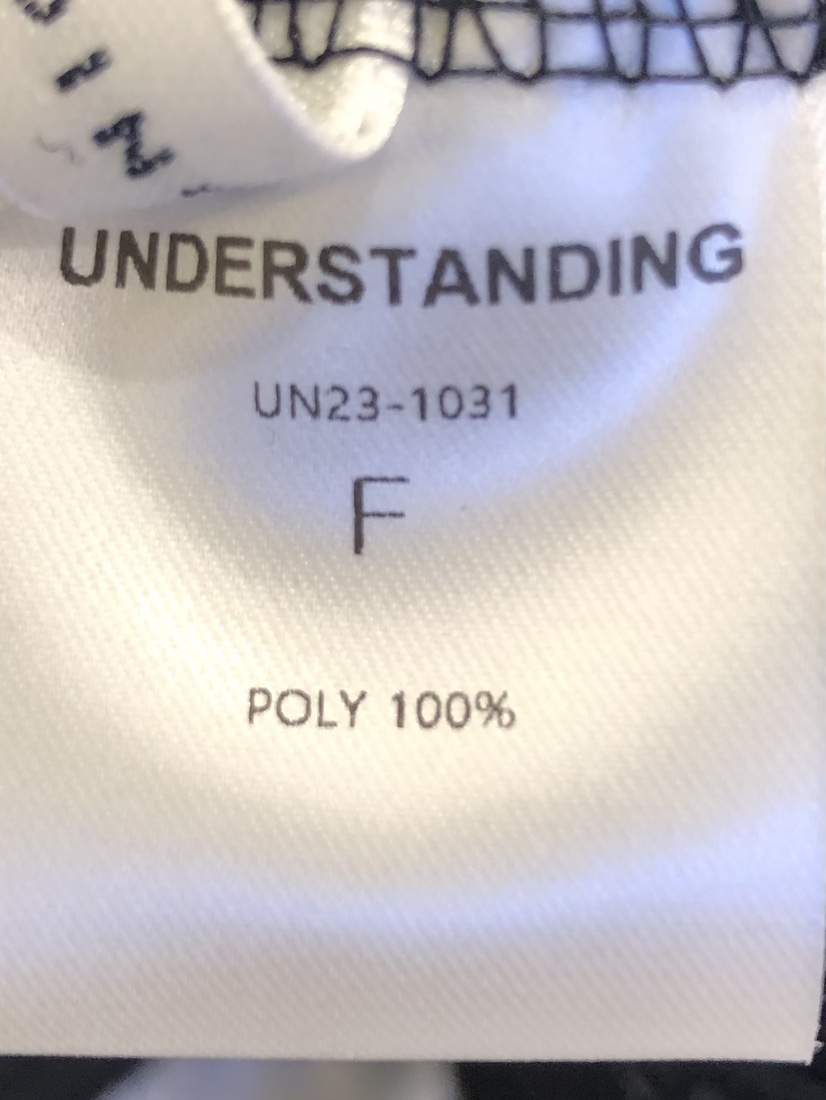 UNDERSTANDING
UN23-1031
F
POLY 100%